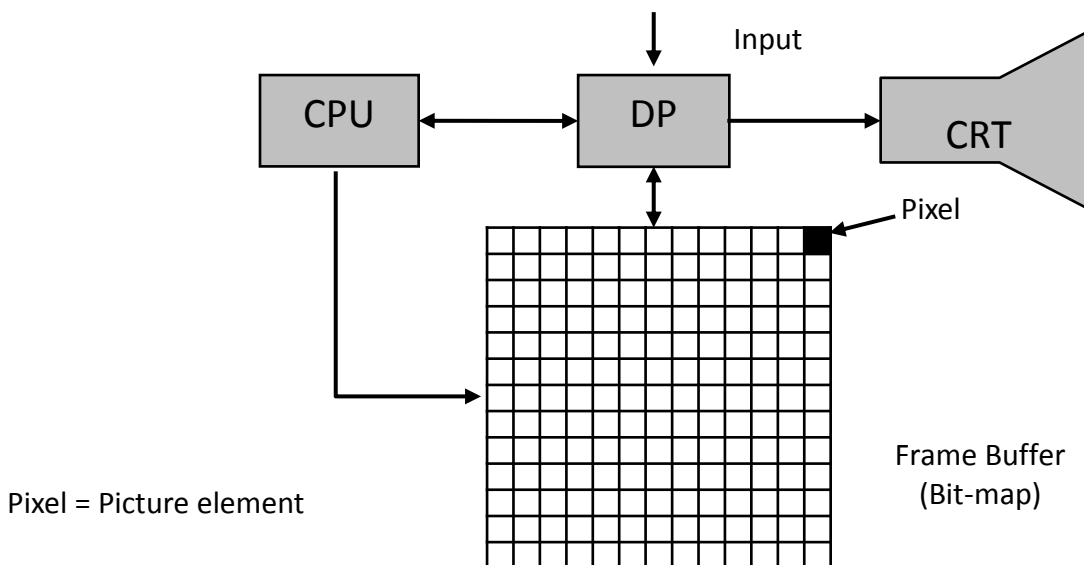 Input
CPU
DP
CRT
Pixel
Frame Buffer
(Bit-map)
Pixel = Picture element